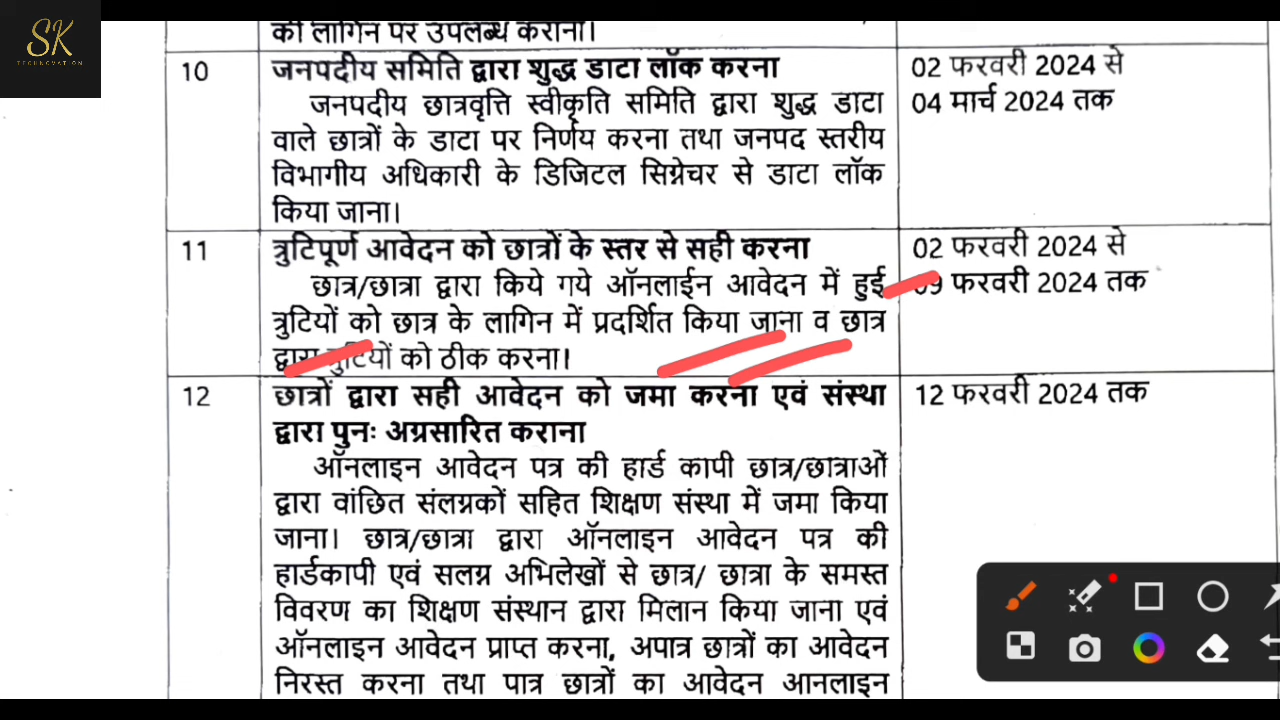 SK
TECHNOVATION
की लागिन पर उपलब्ध कराना।
10
जनपदीय समिति द्वारा शुद्ध डाटा लॉक करना
02 फरवरी 2024 से
जनपदीय छात्रवृत्ति स्वीकृति समिति द्वारा शुद्ध डाटा
04 मार्च 2024 तक
वाले छात्रों के डाटा पर निर्णय करना तथा जनपद स्तरीय
विभागीय अधिकारी के डिजिटल सिग्नेचर से डाटा लॉक
किया जाना।
11
त्रुटिपूर्ण आवेदन को छात्रों के स्तर से सही करना
02 फरवरी 2024 से
छात्र/छात्रा द्वारा किये गये ऑनलाईन आवेदन में हुई
09 फरवरी 2024 तक
त्रुटियों को छात्र के लागिन में प्रदर्शित किया जाना व छात्र
द्वारा त्रुटियों को ठीक करना।
12
छात्रों द्वारा सही आवेदन को जमा करना एवं संस्था
12 फरवरी 2024 तक
द्वारा पुनः अग्रसारित कराना
ऑनलाइन आवेदन पत्र की हार्ड कापी छात्र/छात्राओं
द्वारा वांछित संलग्नकों सहित शिक्षण संस्था में जमा किया
जाना। छात्र/छात्रा द्वारा ऑनलाइन आवेदन पत्र की
हार्डकापी एवं सलग्न अभिलेखों से छात्र/ छात्रा के समस्त
विवरण का शिक्षण संस्थान द्वारा मिलान किया जाना एवं
ऑनलाइन आवेदन प्राप्त करना, अपात्र छात्रों का आवेदन
निरस्त करना तथा पात्र छात्रों का आवेदन आनलाइन